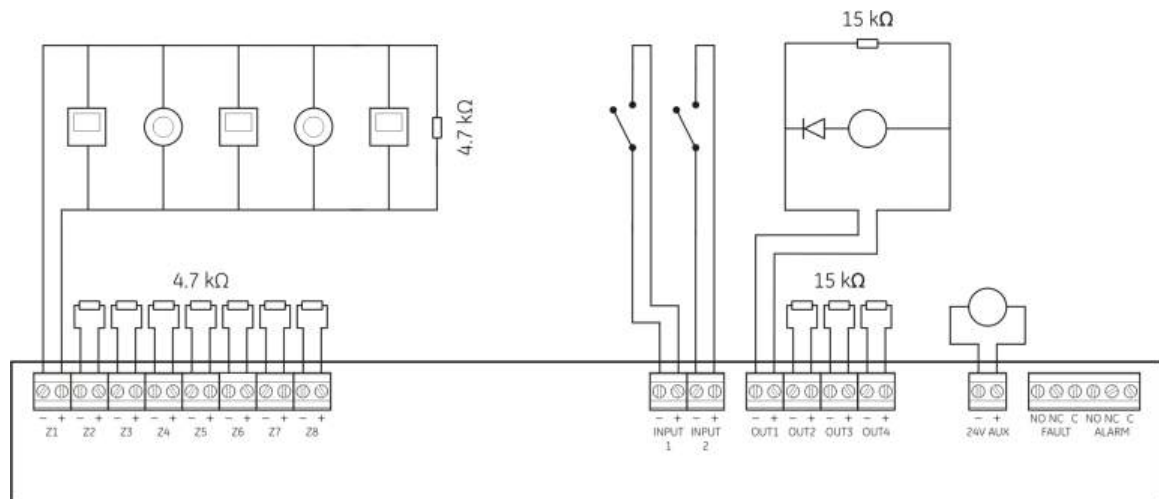 15 kΩ
4.7 kΩ
4.7 kΩ
15 kΩ
− + − + − + − + − + − + − + − +
Z1 Z2 Z3 Z4 Z5 Z6 Z7 Z8
− + − +
INPUT 1
INPUT 2
− + − + − + − +
OUT1 OUT2 OUT3 OUT4
− +
24V AUX
NO NC C NO NC C
FAULT ALARM